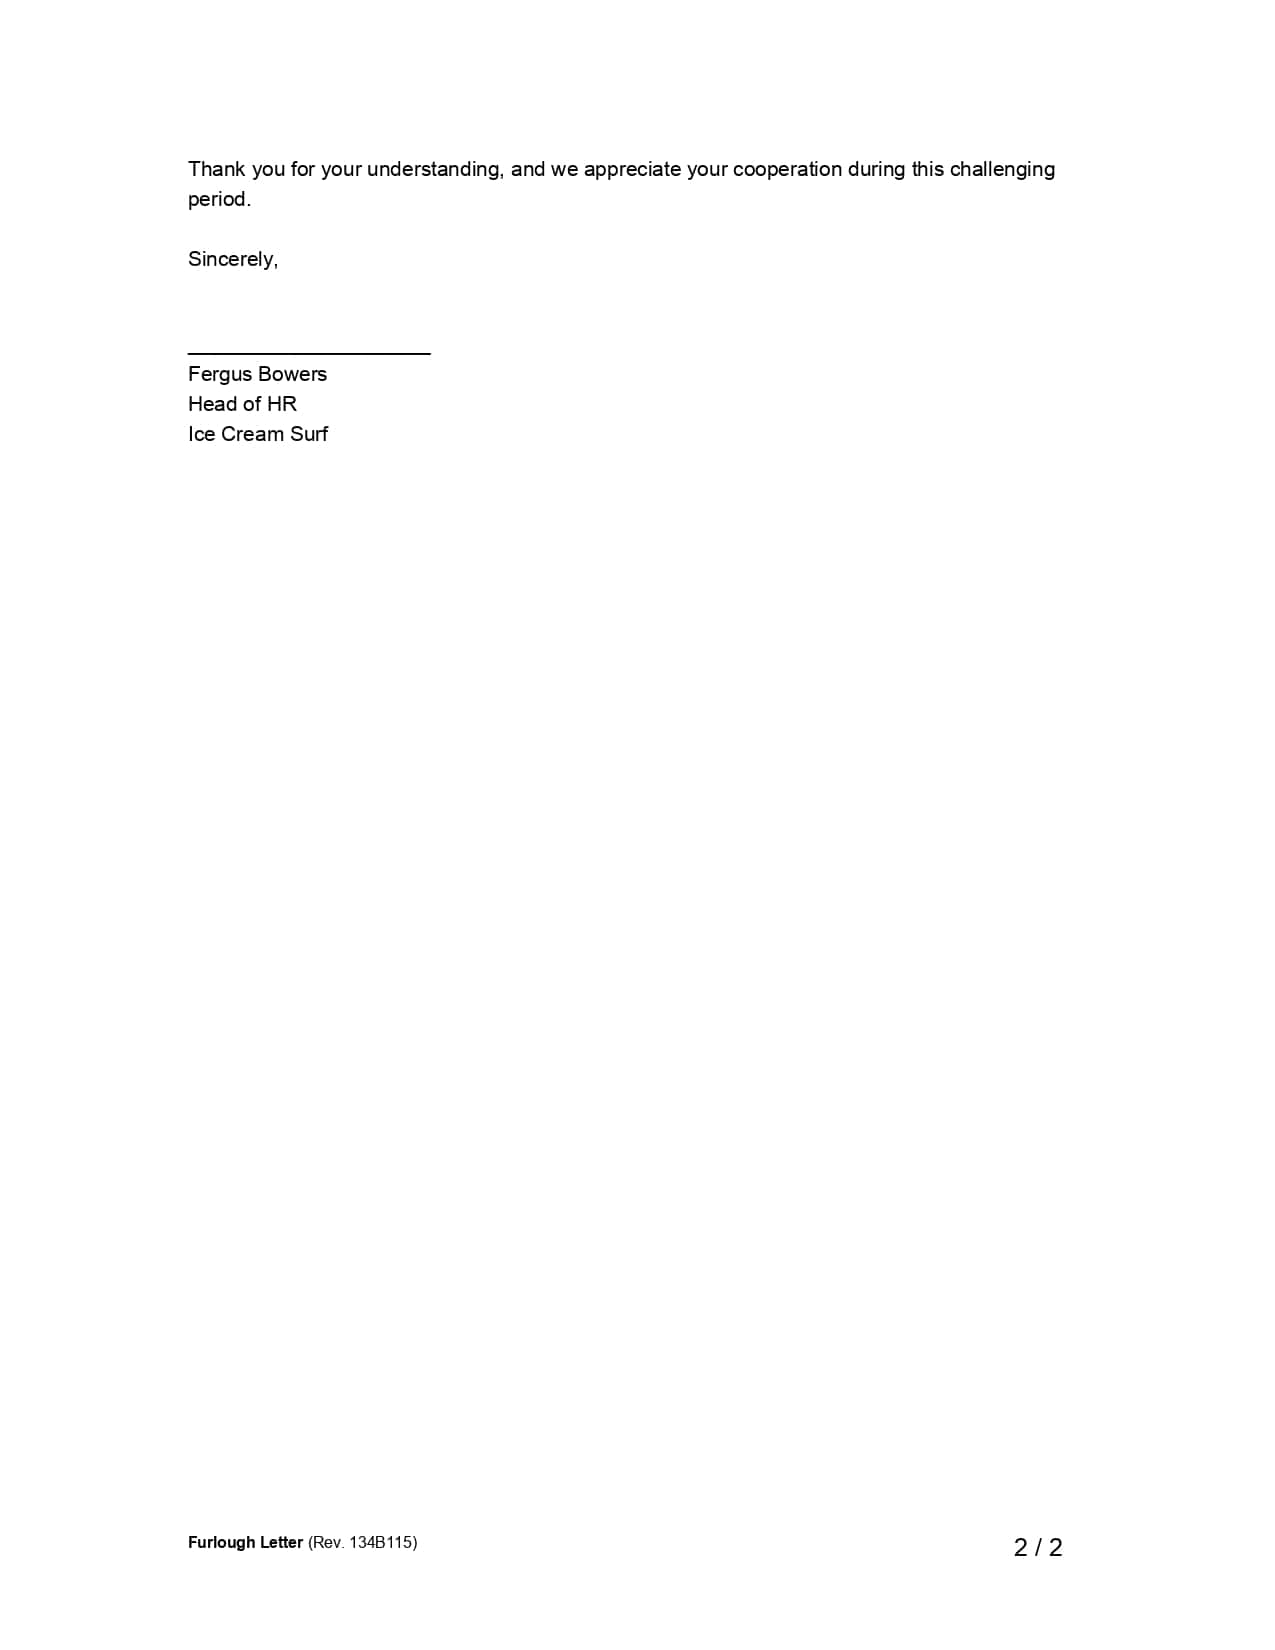 Thank you for your understanding, and we appreciate your cooperation during this challenging
period.
Sincerely,
Fergus Bowers
Head of HR
Ice Cream Surf
Furlough Letter (Rev. 134B115)
2 / 2